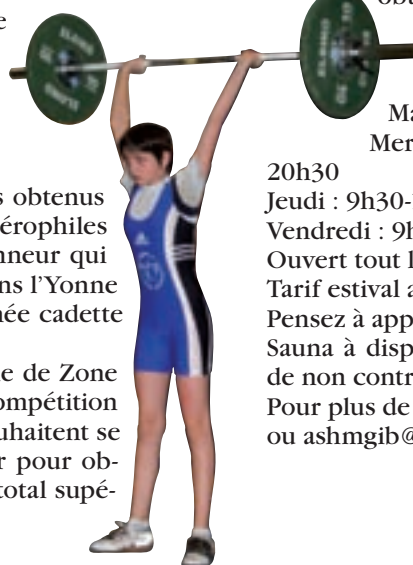 e
s obtenus
érophiles
nneur qui
ns l'Yonne
née cadette
e de Zone
ompétition
uhaitent se
r pour ob-
total supé-
Ma
Mer
20h30
Jeudi : 9h30-
Vendredi : 9h
Ouvert tout l
Tarif estival a
Pensez à app
Sauna à disp
de non contr
Pour plus de
ou ashmgib@